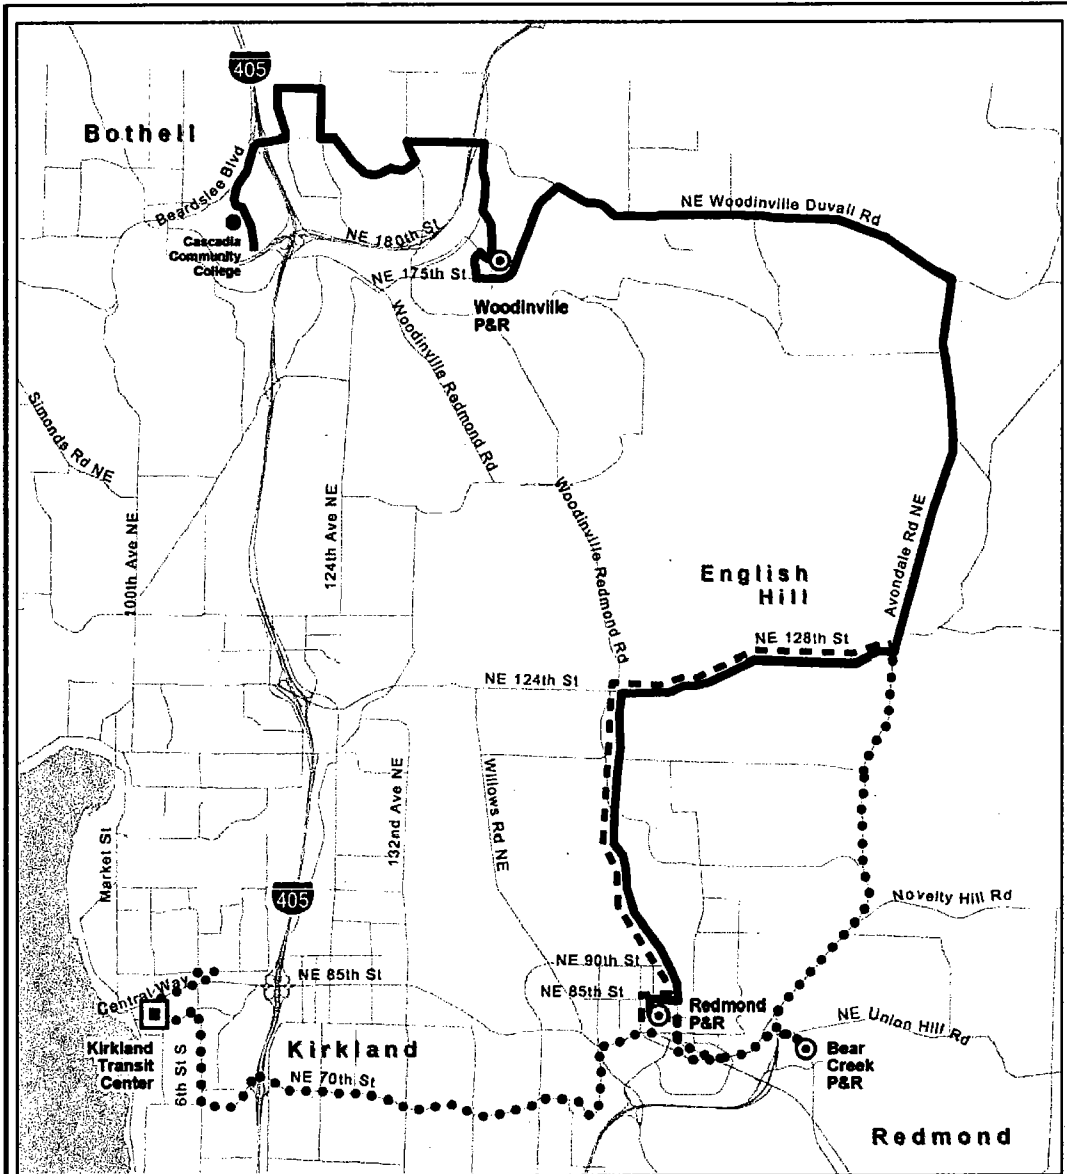 405
Bothell
Beardslee Blvd
NE Woodinville Duvall Rd
Cascadia
Community
College
NE 180th St
NE 175th St
Woodinville
P&R
Woodinville Redmond Rd
Simonds Rd NE
100th Ave NE
124th Ave NE
Woodinville Redmond Rd
English
Hill
Avondale Rd NE
NE 128th St
NE 124th St
Market St
132nd Ave NE
Willows Rd NE
405
Novelty Hill Rd
NE 90th St
NE 85th St
NE 85th St
Central Way
Redmond
P&R
NE Union Hill Rd
Kirkland
Transit
Center
6th St S
Kirkland
NE 70th St
Bear
Creek
P&R
Redmond